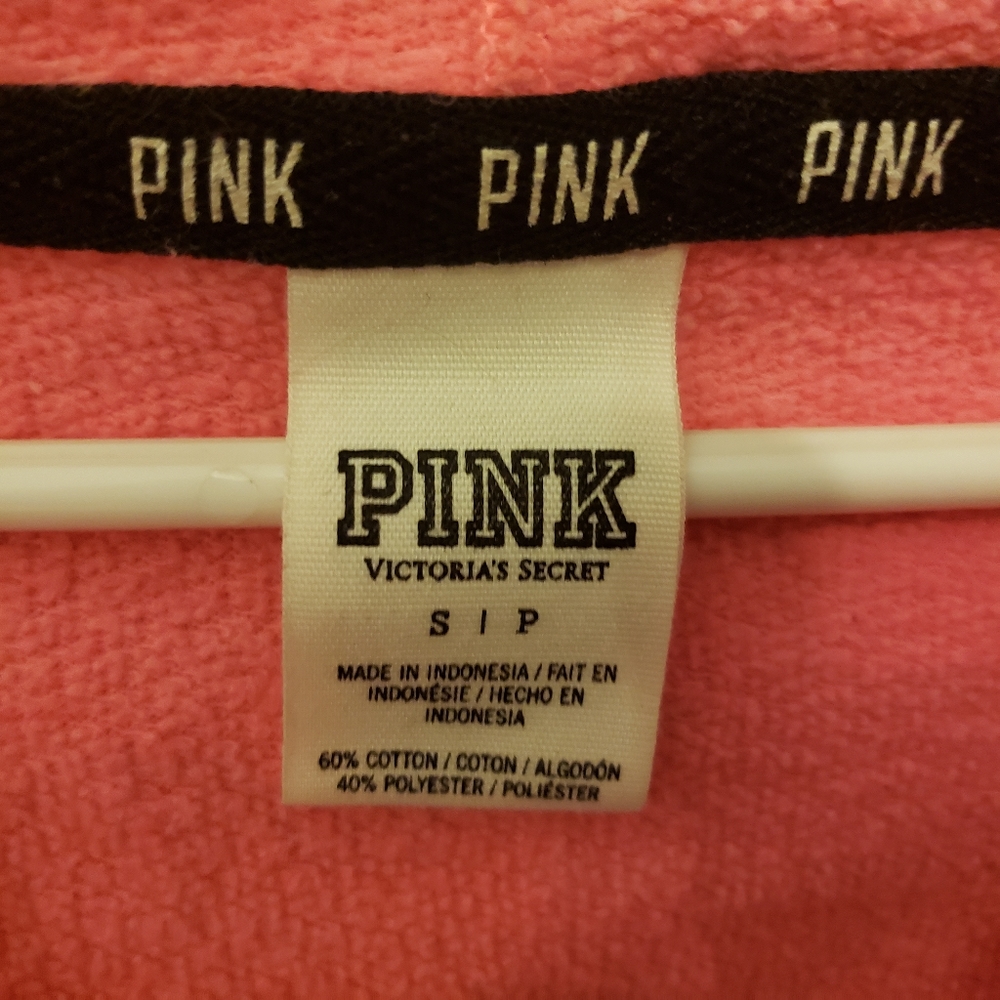 PINK PINK PINK
PINK
VICTORIA'S SECRET
S | P
MADE IN INDONESIA / FAIT EN
INDONÉSIE / HECHO EN
INDONESIA
60% COTTON / COTON / ALGODÓN
40% POLYESTER / POLIÉSTER